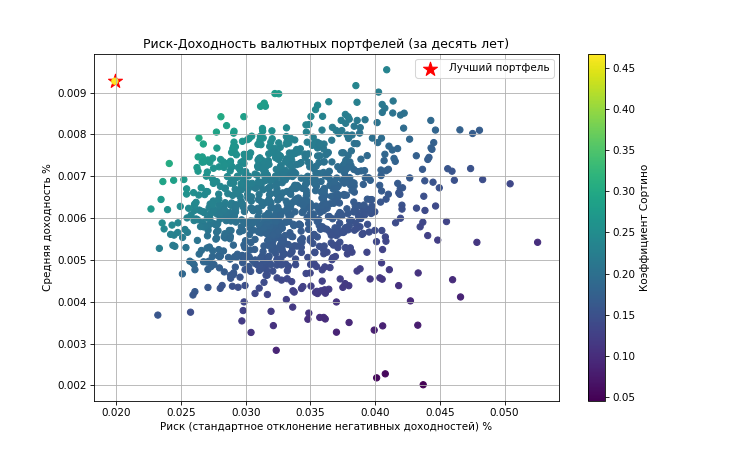 Риск-Доходность валютных портфелей (за десять лет)
Лучший портфель
Средняя доходность %
0.009
0.008
0.007
0.006
0.005
0.004
0.003
0.002
0.020 0.025 0.030 0.035 0.040 0.045 0.050
Риск (стандартное отклонение негативных доходностей) %
0.45
0.40
0.35
0.30
0.25
0.20
0.15
0.10
0.05
Коэффициент Сортино